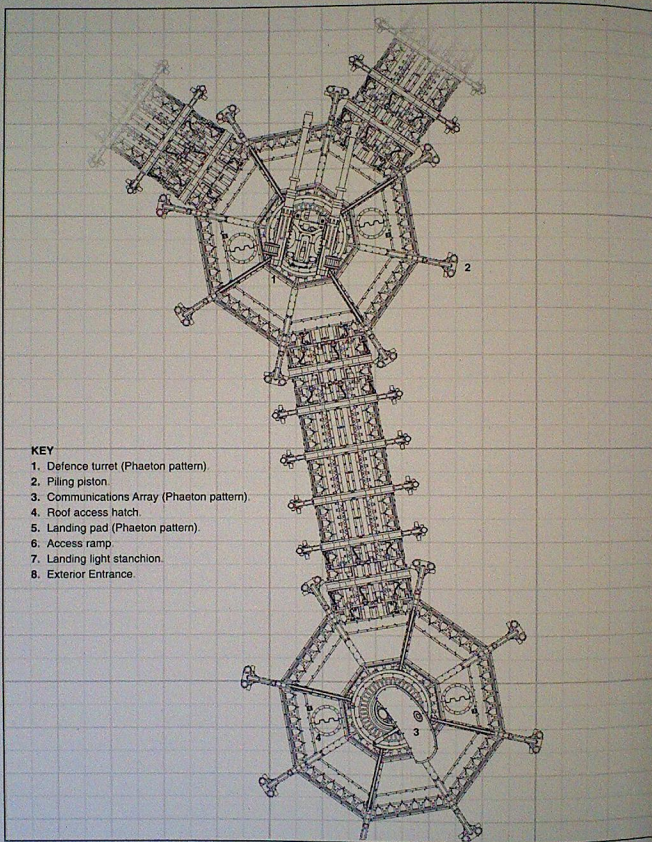 1
2
KEY
1. Defence turret (Phaeton pattern).
2. Piling piston.
3. Communications Array (Phaeton pattern).
4. Roof access hatch.
5. Landing pad (Phaeton pattern).
6. Access ramp.
7. Landing light stanchion.
8. Exterior Entrance.
4
3